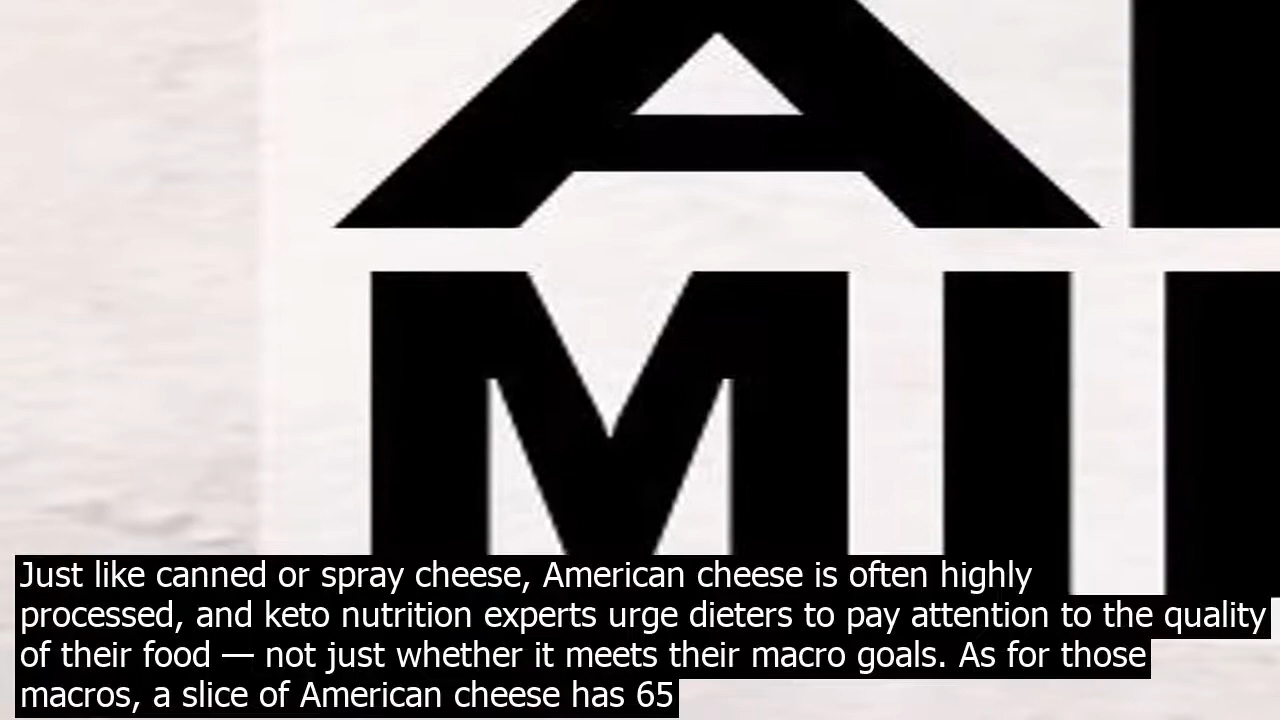 A
MI
Just like canned or spray cheese, American cheese is often highly
processed, and keto nutrition experts urge dieters to pay attention to the quality
of their food — not just whether it meets their macro goals. As for those
macros, a slice of American cheese has 65